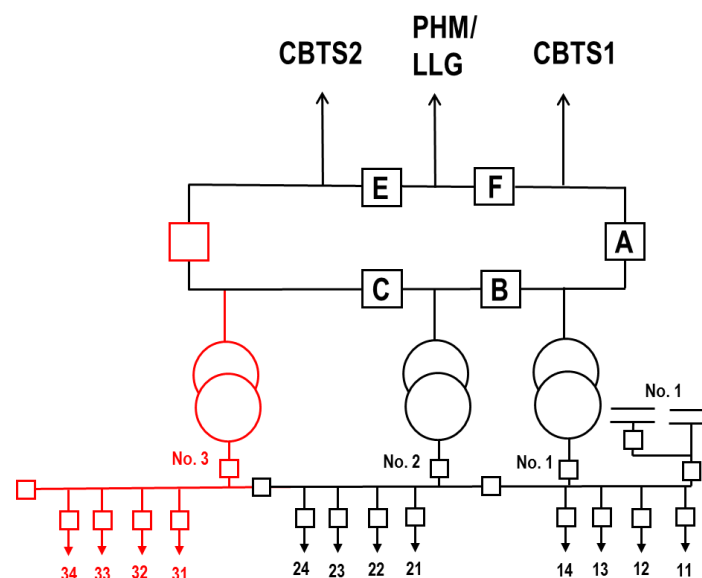 CBTS2
PHM/
LLG
CBTS1
E
F
A
C
B
No. 1
No. 3
No. 2
No. 1
34
33
32
31
24
23
22
21
14
13
12
11